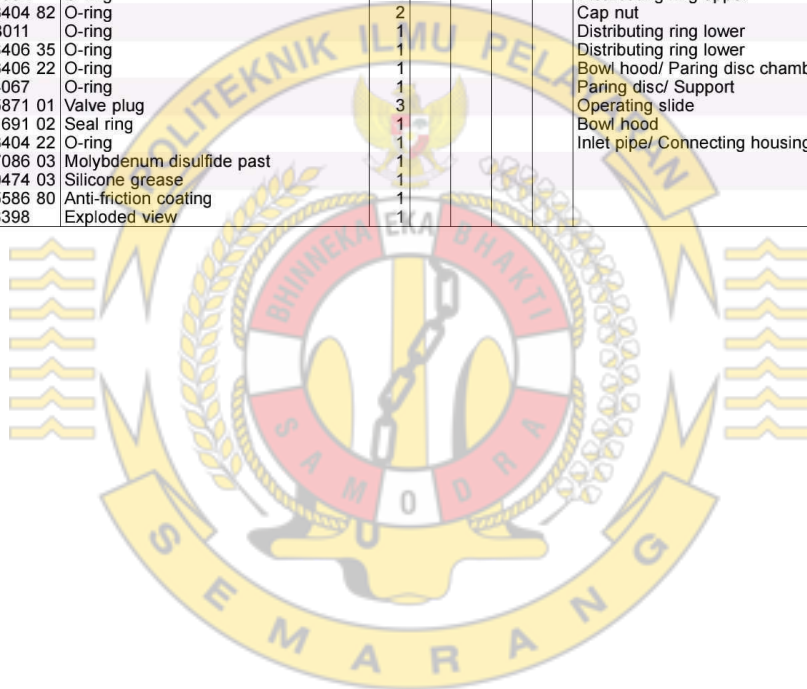 404 82 O-ring 2 Cap nut
011 O-ring 1 Distributing ring lower
406 35 O-ring 1 Distributing ring lower
406 22 O-ring 1 Bowl hood/ Paring disc chamb
067 O-ring 1 Paring disc/ Support
871 01 Valve plug 3 Operating slide
691 02 Seal ring 1 Bowl hood
404 22 O-ring 1 Inlet pipe/ Connecting housing
086 03 Molybdenum disulfide past 1
474 03 Silicone grease 1
586 80 Anti-friction coating 1
398 Exploded view 1
POLITEKNIK ILMU PELAYARAN
BHINNEKA EKA BHAKTI
SAMODRA
SEMARANG